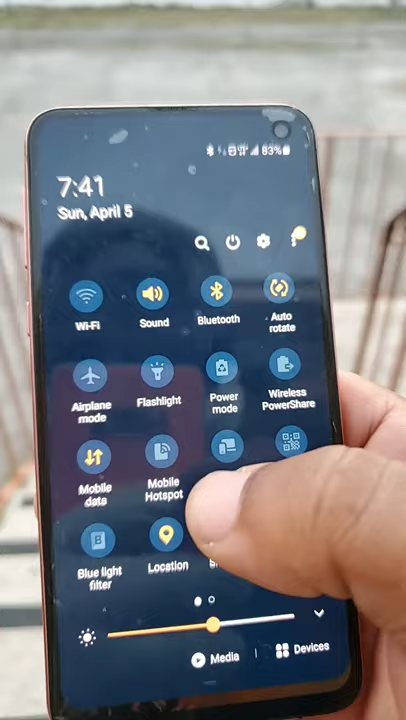 83%
7:41
Sun, April 5
Wi-Fi
Sound
Bluetooth
Auto
rotate
Airplane
mode
Flashlight
Power
mode
Wireless
PowerShare
Mobile
data
Mobile
Hotspot
B
Blue light
filter
Location
Media
Devices